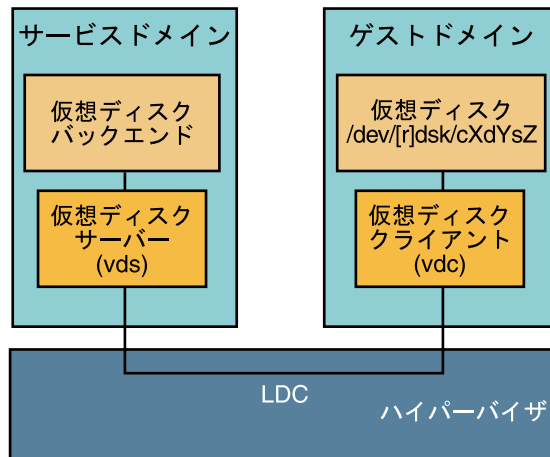 サービスドメイン
仮想ディスク
バックエンド
仮想ディスク
サーバー
(vds)
ゲストドメイン
仮想ディスク
/dev/[r]dsk/cXdYsZ
仮想ディスク
クライアント
(vdc)
LDC
ハイパーバイザ